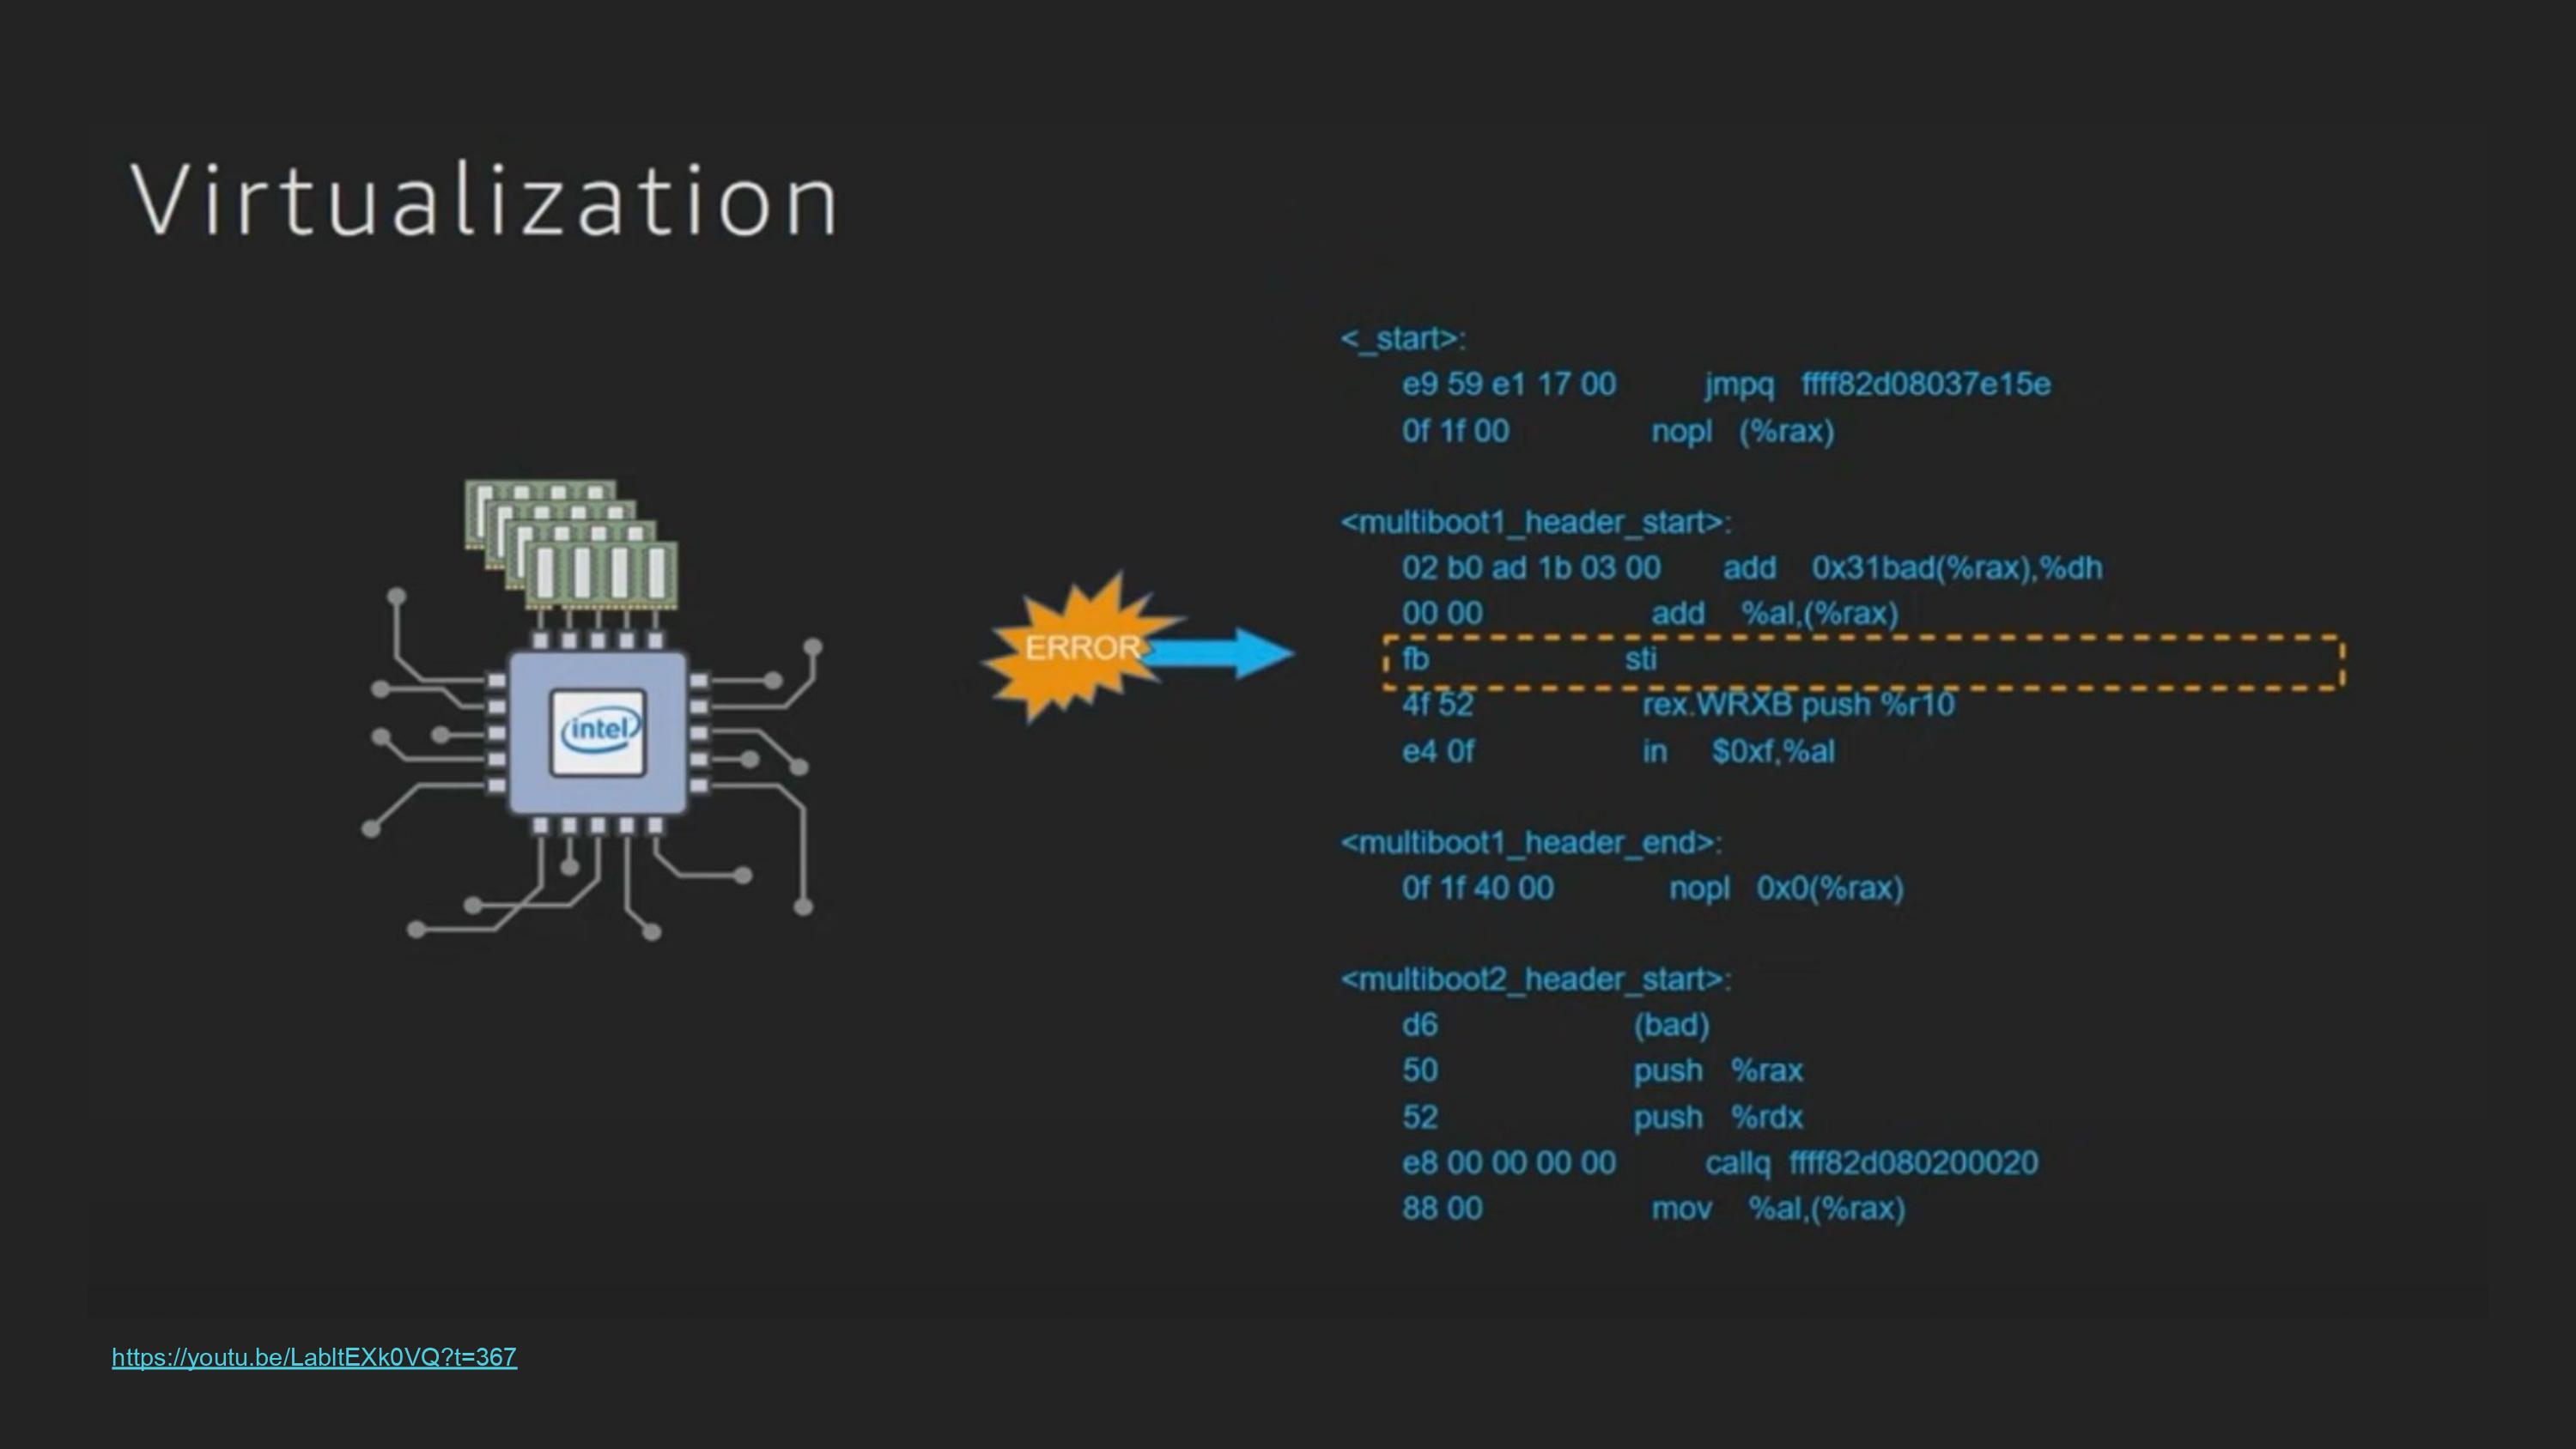 Virtualization
<_start>:
e9 59 e1 17 00 jmpq ffff82d08037e15e
0f 1f 00 nopl (%rax)
<multiboot1_header_start>:
02 b0 ad 1b 03 00 add 0x31bad(%rax),%dh
00 00 add %al,(%rax)
ERROR
fb sti
4f 52 rex.WRXB push %r10
e4 0f in $0xf,%al
intel
<multiboot1_header_end>:
0f 1f 40 00 nopl 0x0(%rax)
<multiboot2_header_start>:
d6 (bad)
50 push %rax
52 push %rdx
e8 00 00 00 00 callq ffff82d080200020
88 00 mov %al,(%rax)
https://youtu.be/LabltEXk0VQ?t=367